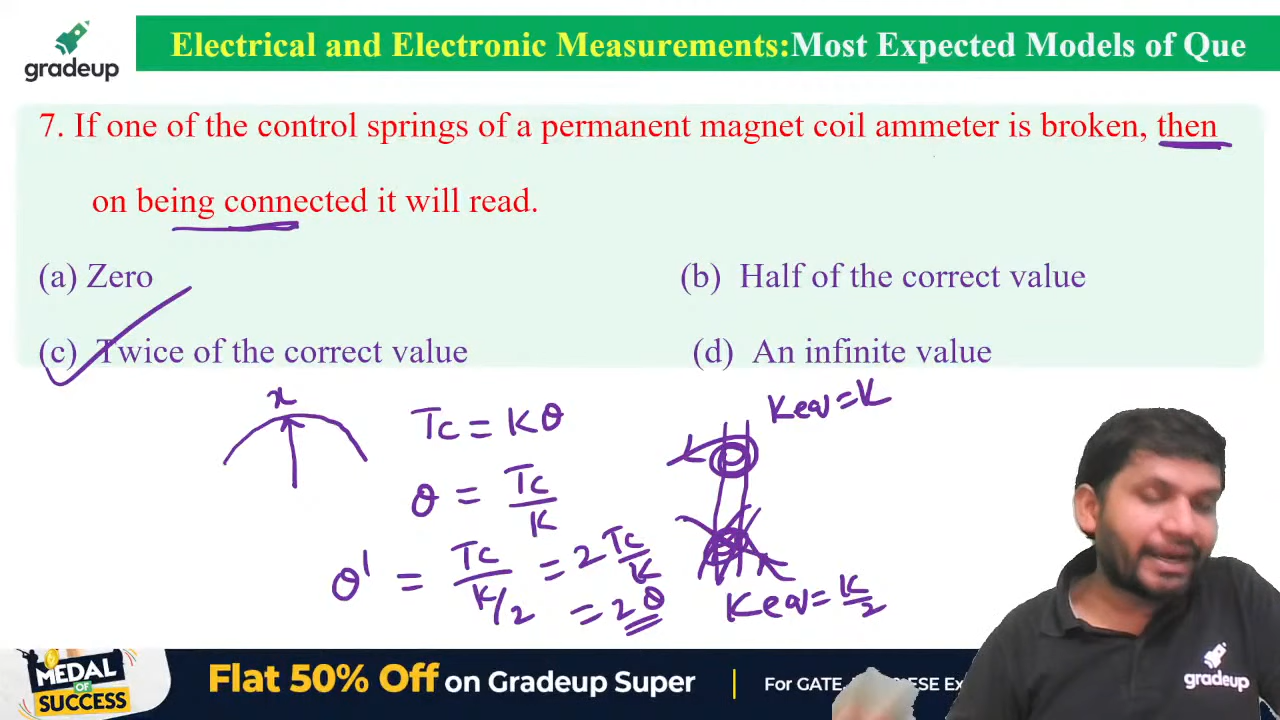 gradeup
Electrical and Electronic Measurements:Most Expected Models of Que
7. If one of the control springs of a permanent magnet coil ammeter is broken, then
on being connected it will read.
(a) Zero
(b) Half of the correct value
(c) Twice of the correct value
(d) An infinite value
x
Tc = Kθ
θ = Tc/K
θ' = Tc/(K/2) = 2 Tc/K
= 2θ
Keq = K
Keq = K/2
MEDAL
OF
SUCCESS
Flat 50% Off on Gradeup Super
For GATE,
ESE Ex
gradeup